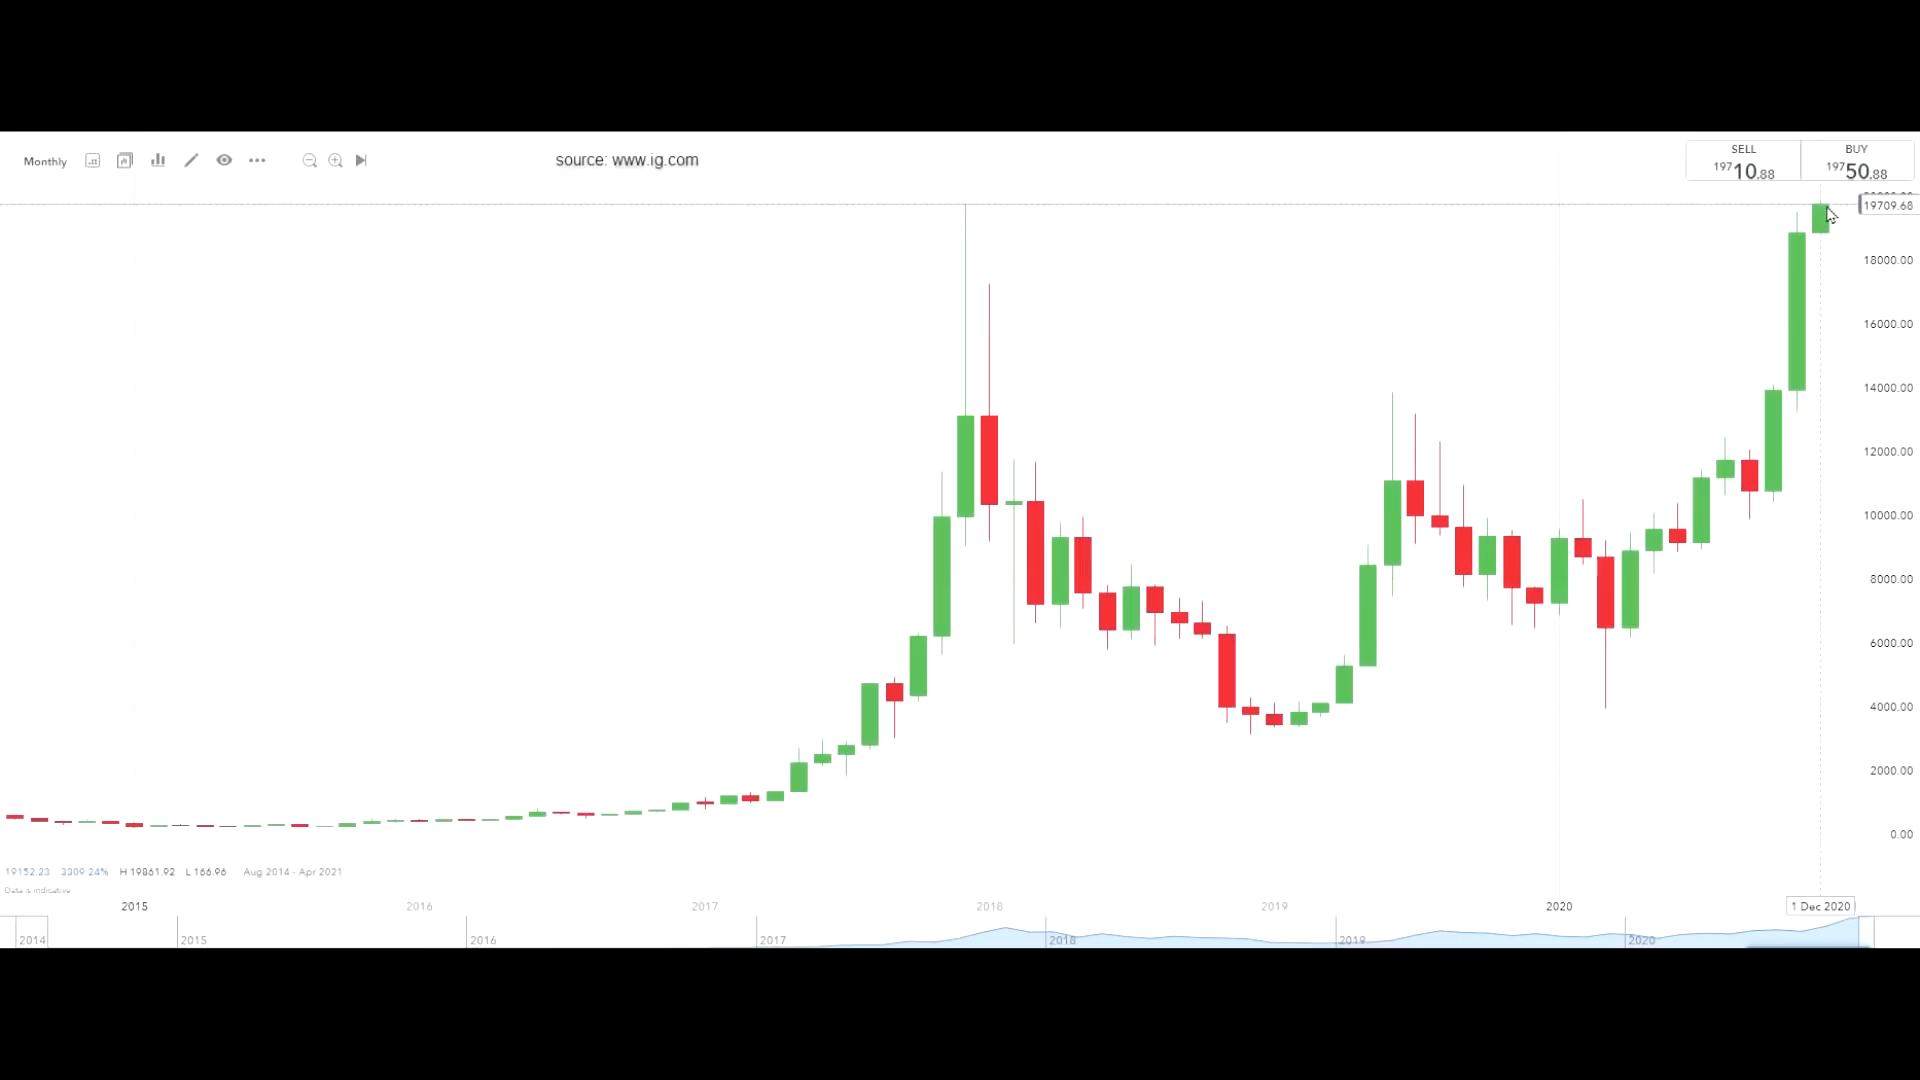 Monthly
source: www.ig.com
SELL
19710.88
BUY
19750.88
19709.68
18000.00
16000.00
14000.00
12000.00
10000.00
8000.00
6000.00
4000.00
2000.00
0.00
19152.23 3309.24% H 19861.92 L 166.96 Aug 2014 - Apr 2021
Data is indicative
2015 2016 2017 2018 2019 2020 1 Dec 2020
2014 2015 2016 2017 2018 2019 2020